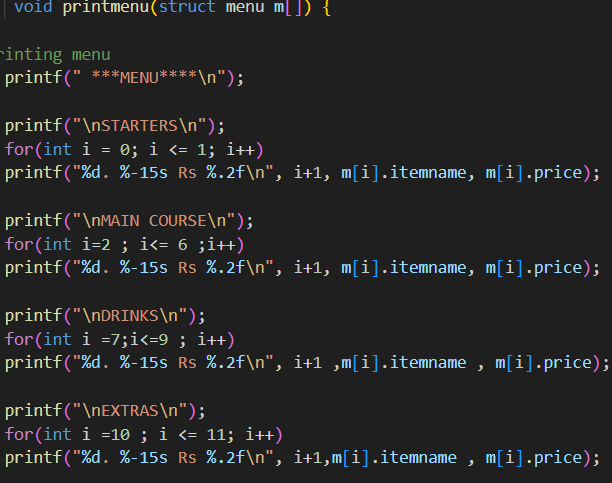 void printmenu(struct menu m[]) {
rinting menu
printf(" ***MENU****\n");
printf("\nSTARTERS\n");
for(int i = 0; i <= 1; i++)
printf("%d. %-15s Rs %.2f\n", i+1, m[i].itemname, m[i].price);
printf("\nMAIN COURSE\n");
for(int i=2 ; i<= 6 ;i++)
printf("%d. %-15s Rs %.2f\n", i+1, m[i].itemname, m[i].price);
printf("\nDRINKS\n");
for(int i =7;i<=9 ; i++)
printf("%d. %-15s Rs %.2f\n", i+1 ,m[i].itemname , m[i].price);
printf("\nEXTRAS\n");
for(int i =10 ; i <= 11; i++)
printf("%d. %-15s Rs %.2f\n", i+1,m[i].itemname , m[i].price);